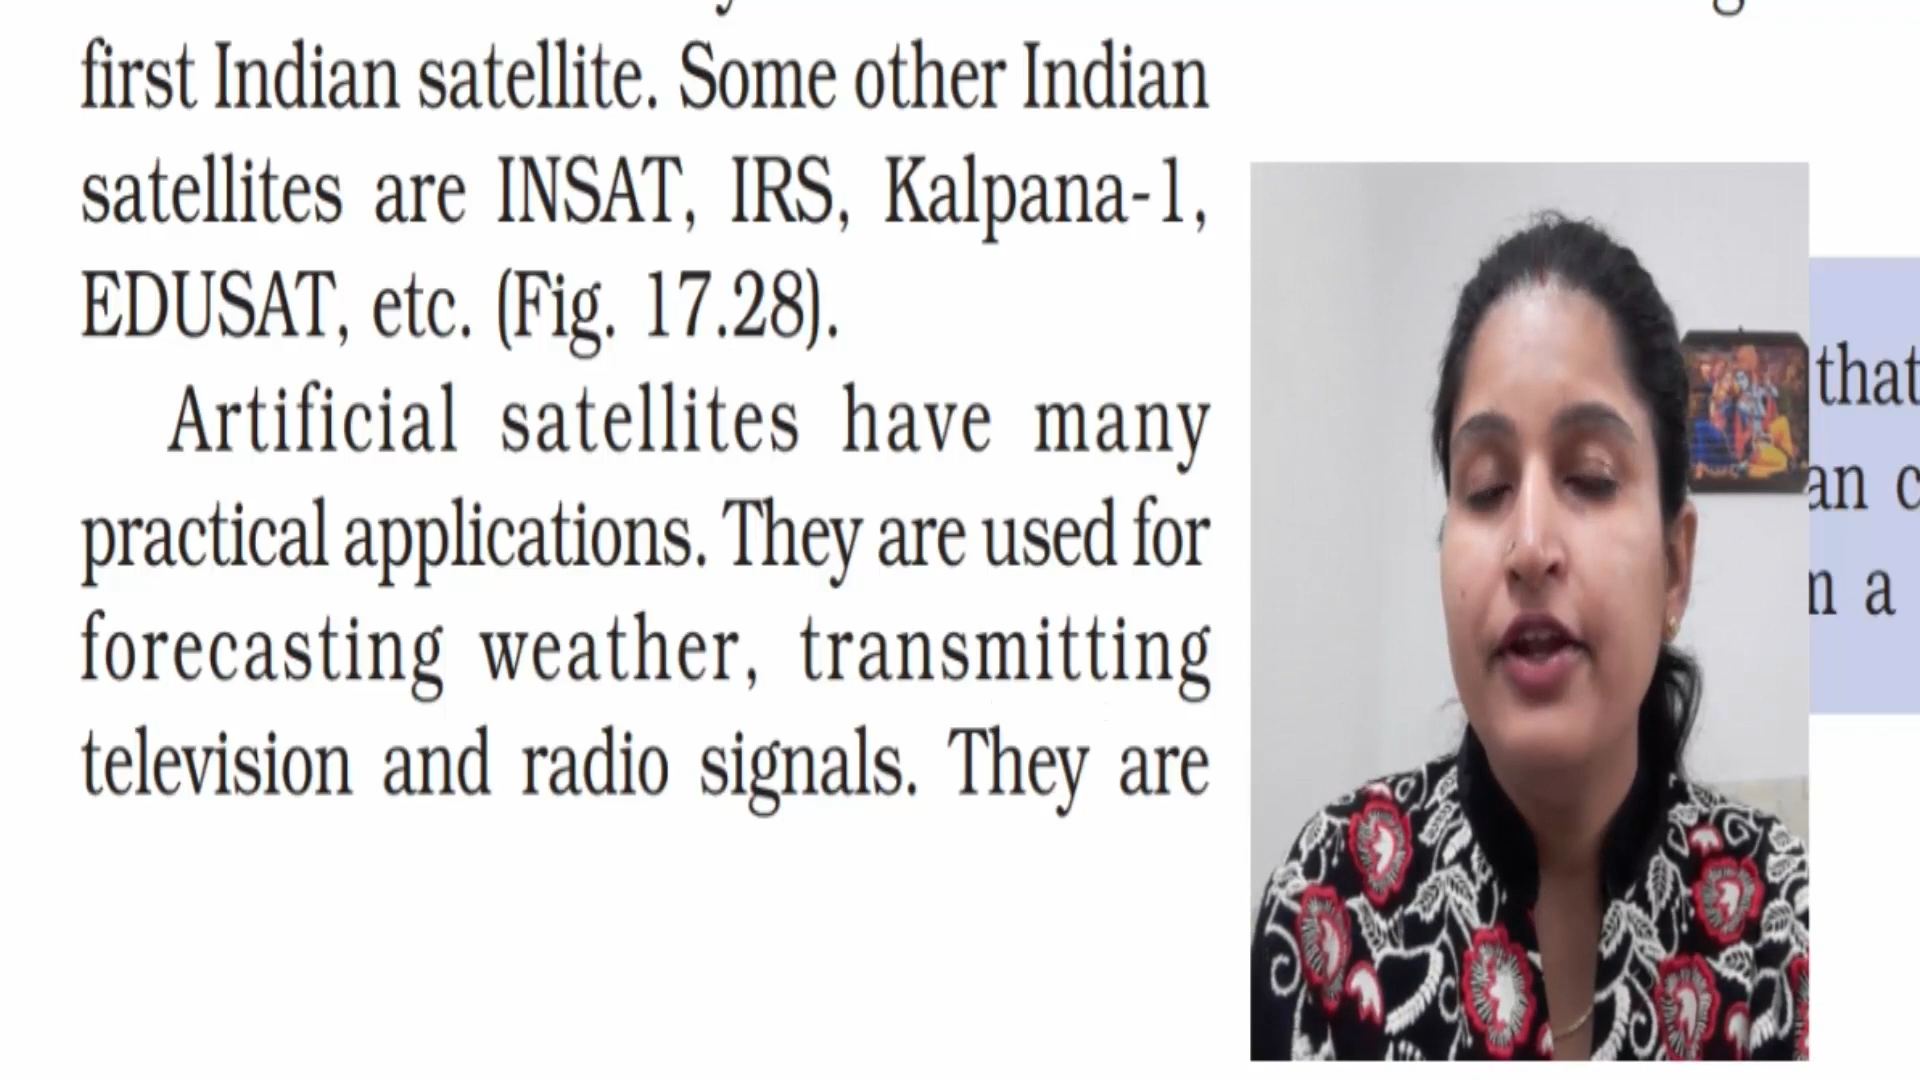 first Indian satellite. Some other Indian
satellites are INSAT, IRS, Kalpana-1,
EDUSAT, etc. (Fig. 17.28).
Artificial satellites have many
practical applications. They are used for
forecasting weather, transmitting
television and radio signals. They are
that
an
a